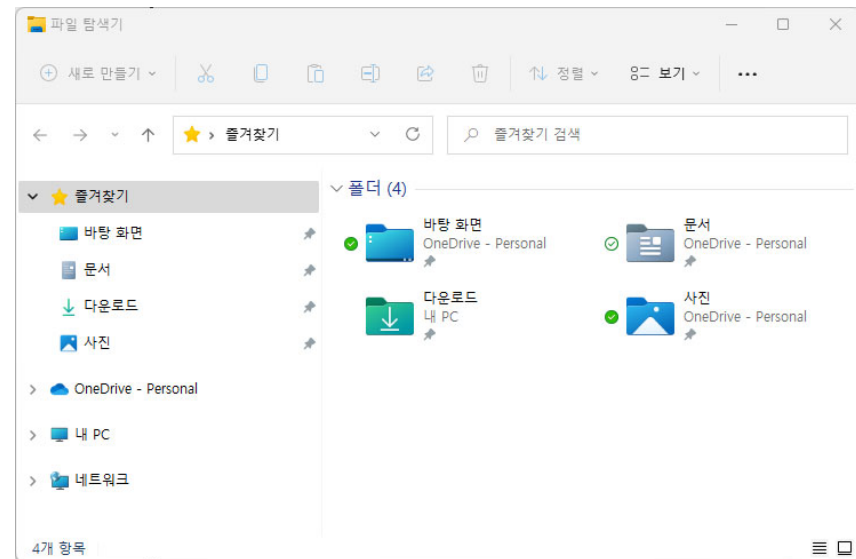 파일 탐색기
새로 만들기 정렬 보기
즐겨찾기 즐겨찾기 검색
즐겨찾기
바탕 화면
문서
다운로드
사진
OneDrive - Personal
내 PC
네트워크
폴더 (4)
바탕 화면
OneDrive - Personal
문서
OneDrive - Personal
다운로드
내 PC
사진
OneDrive - Personal
4개 항목